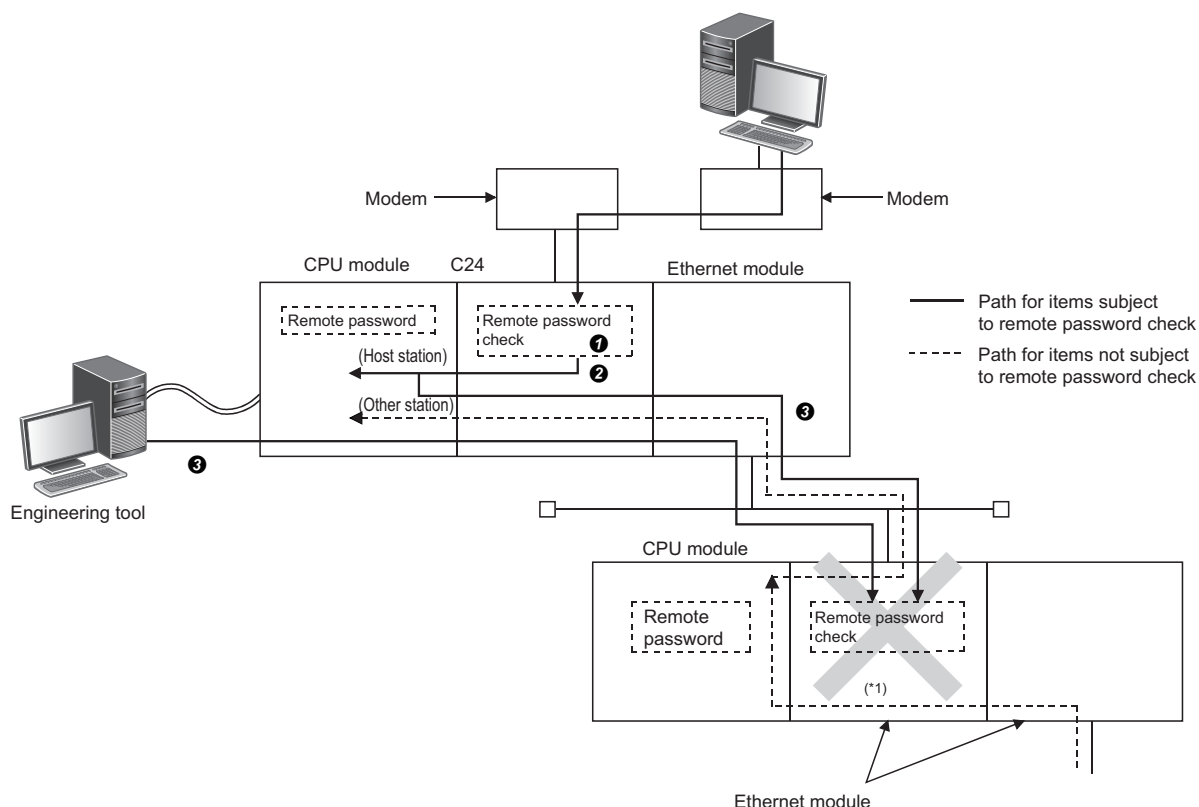 Modem
Modem
CPU module
C24
Ethernet module
Remote password
Remote password
check
❶
(Host station)
❷
(Other station)
❸
Path for items subject
to remote password check
Path for items not subject
to remote password check
❸
Engineering tool
CPU module
Remote
password
Remote password
check
(*1)
Ethernet module